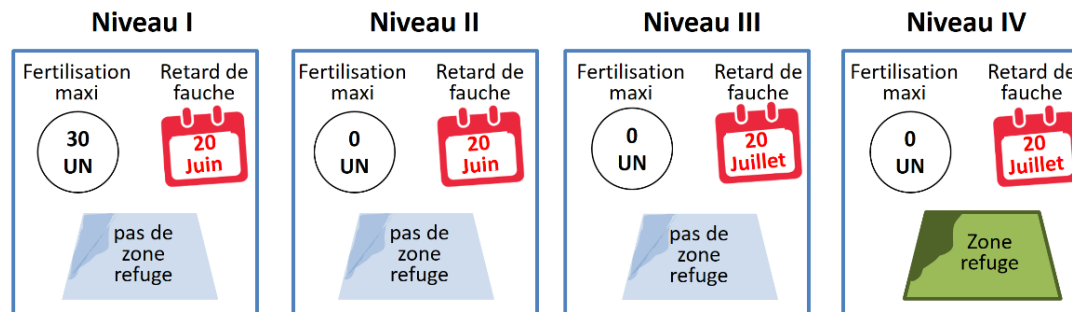 Niveau I
Fertilisation
maxi
Retard de
fauche
30
UN
20
Juin
pas de
zone
refuge
Niveau II
Fertilisation
maxi
Retard de
fauche
0
UN
20
Juin
pas de
zone
refuge
Niveau III
Fertilisation
maxi
Retard de
fauche
0
UN
20
Juillet
pas de
zone
refuge
Niveau IV
Fertilisation
maxi
Retard de
fauche
0
UN
20
Juillet
Zone
refuge